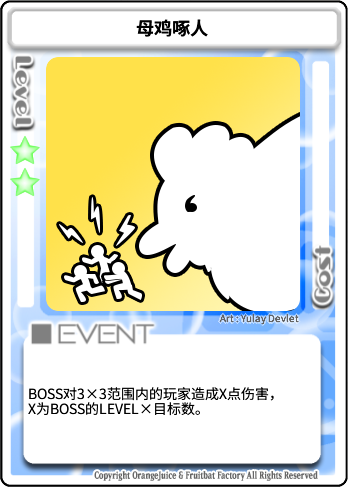 母鸡啄人
Level
Cost
Art : Yulay Devlet
EVENT
BOSS对3×3范围内的玩家造成X点伤害，
X为BOSS的LEVEL×目标数。
Copyright OrangeJuice & Fruitbat Factory All Rights Reserved